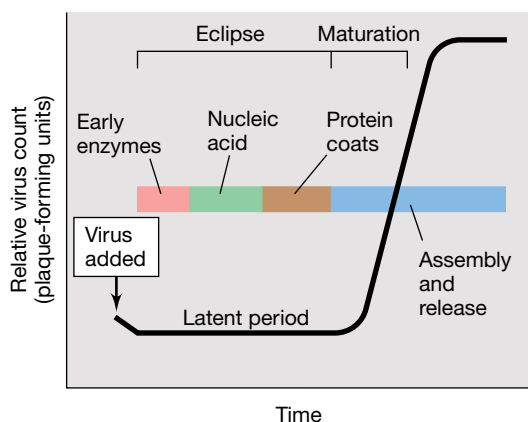 Eclipse
Maturation
Early
enzymes
Nucleic
acid
Protein
coats
Virus
added
Assembly
and
release
Latent period
Relative virus count
(plaque-forming units)
Time